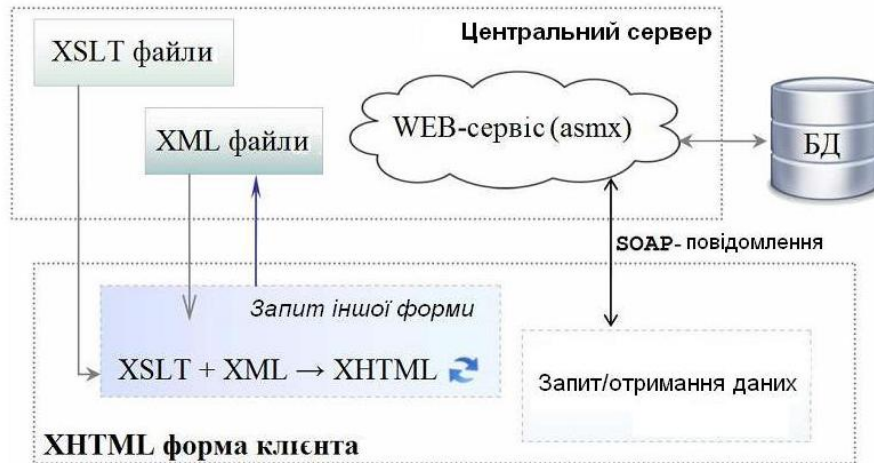 Центральний сервер
XSLT файли
XML файли
WEB-сервіс (asmx)
БД
SOAP- повідомлення
Запит іншої форми
XSLT + XML → XHTML
Запит/отримання даних
XHTML форма клієнта